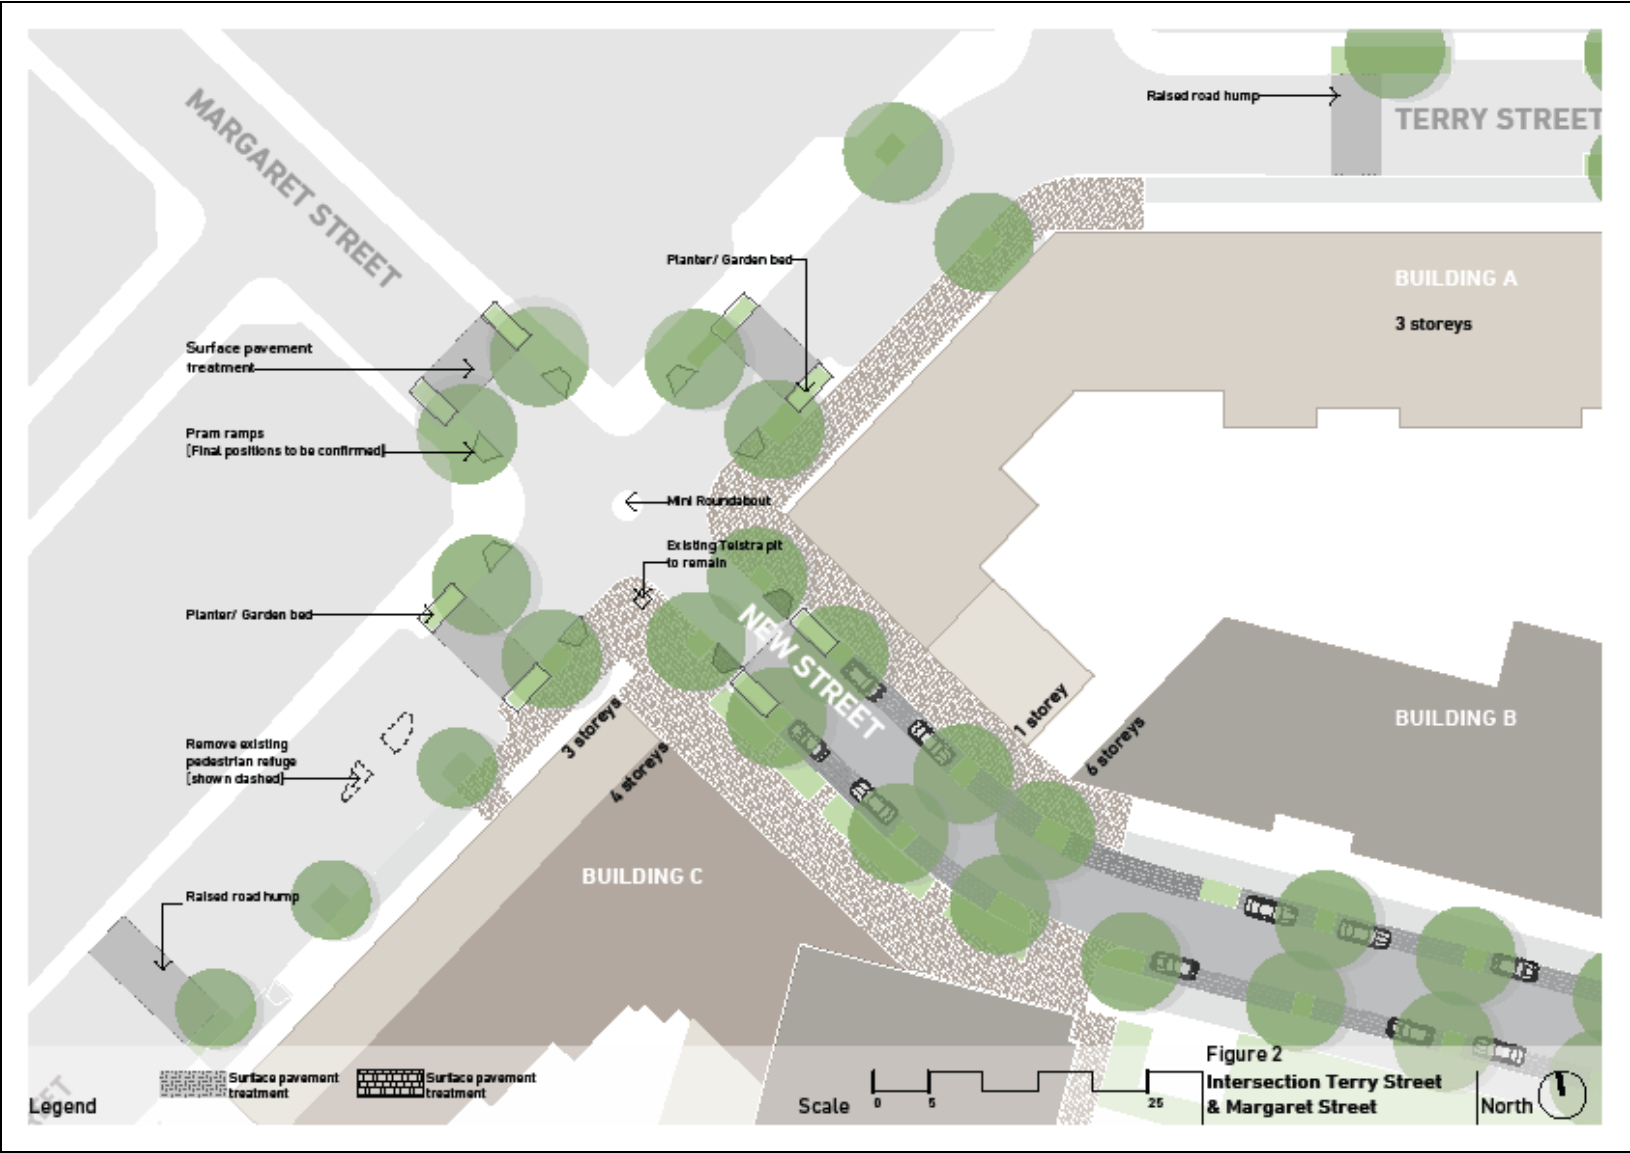 MARGARET STREET
Raised road hump
TERRY STREET
Planter/ Garden bed
BUILDING A
3 storeys
Surface pavement
treatment
Pram ramps
[Final positions to be confirmed]
Mini Roundabout
Existing Telstra pit
to remain
Planter/ Garden bed
NEW STREET
3 storeys
4 storeys
1 storey
6 storeys
BUILDING B
Remove existing
pedestrian refuge
[shown dashed]
BUILDING C
Raised road hump
Legend
Surface pavement
treatment
Surface pavement
treatment
Scale
0 5 25
Figure 2
Intersection Terry Street
& Margaret Street
North